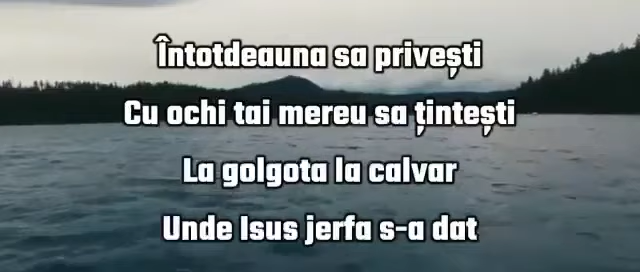 Întotdeauna sa privești
Cu ochi tai mereu sa țintești
La golgota la calvar
Unde Isus jerfa s-a dat